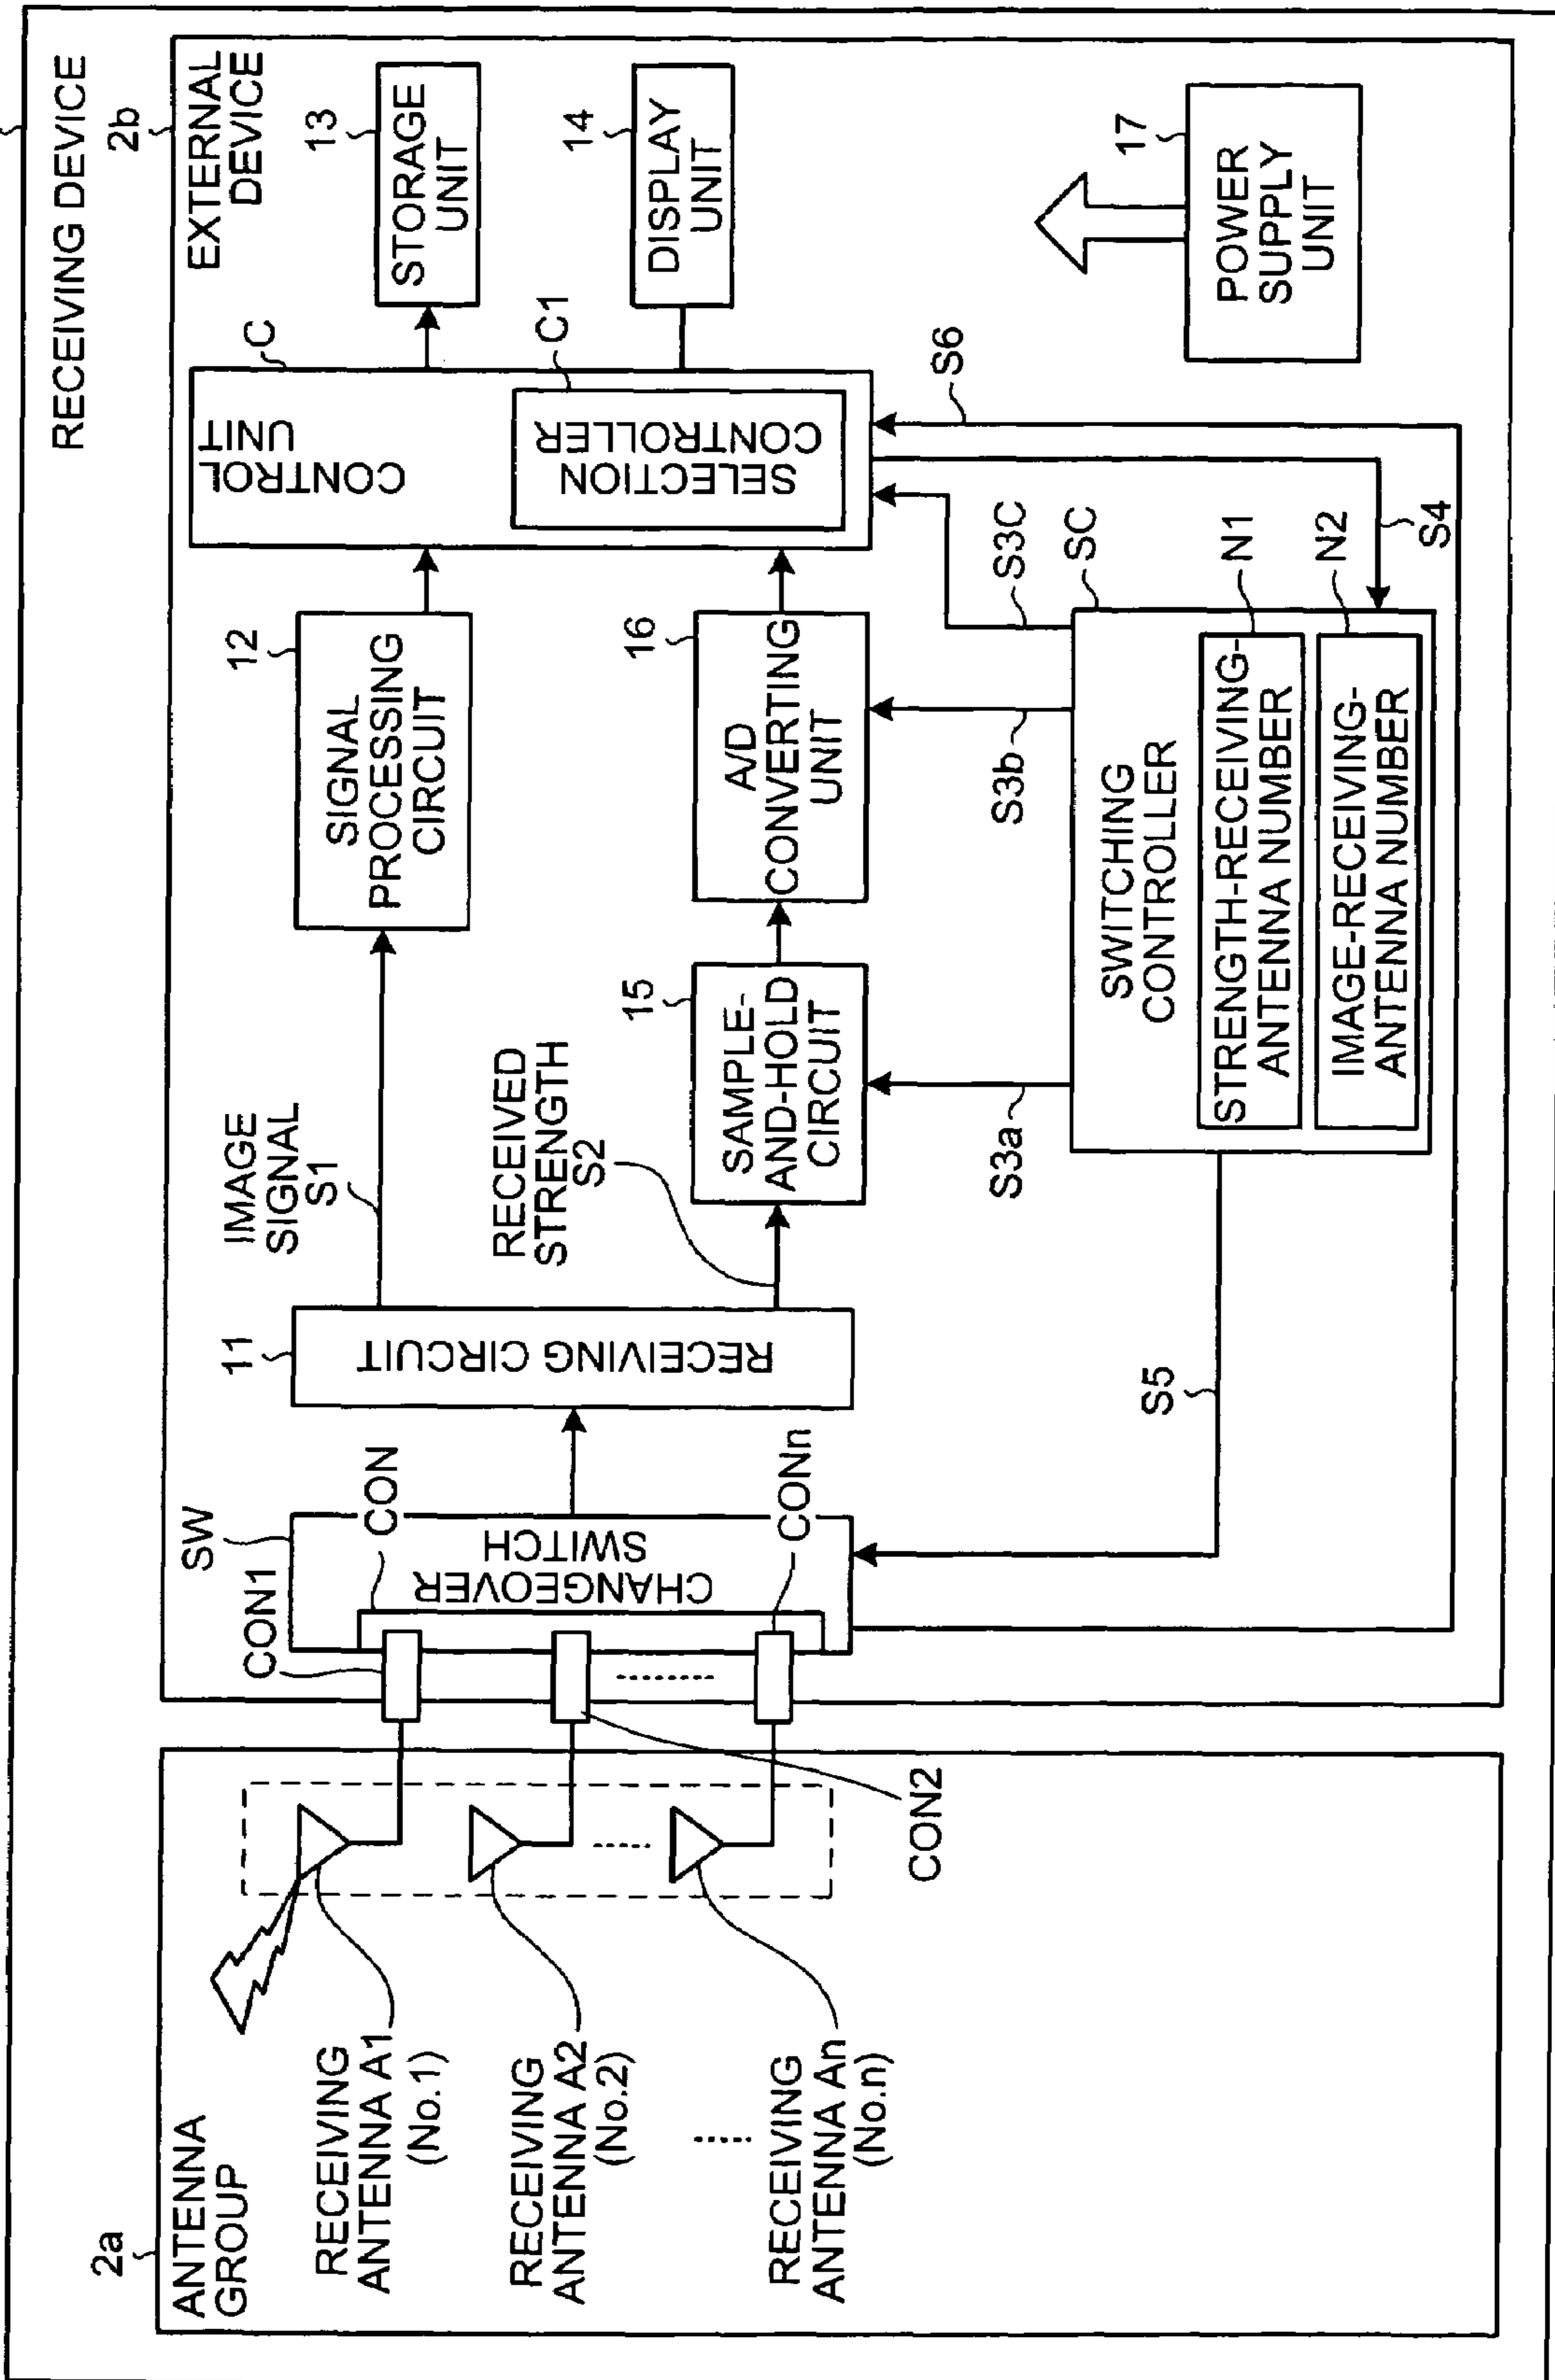 RECEIVING DEVICE
2a
ANTENNA
GROUP
RECEIVING
ANTENNA A1
(No.1)
RECEIVING
ANTENNA A2
(No.2)
RECEIVING
ANTENNA An
(No.n)
2b
EXTERNAL
DEVICE
SW
CON1
CON
CON2
CONn
CHANGEOVER
SWITCH
11
RECEIVING CIRCUIT
IMAGE
SIGNAL
S1
RECEIVED
STRENGTH
S2
12
SIGNAL
PROCESSING
CIRCUIT
15
SAMPLE-
AND-HOLD
CIRCUIT
16
A/D
CONVERTING
UNIT
C
CONTROL
UNIT
C1
SELECTION
CONTROLLER
13
STORAGE
UNIT
14
DISPLAY
UNIT
S3a
S3b
S3C
SC
S6
S4
S5
SWITCHING
CONTROLLER
N1
STRENGTH-RECEIVING-
ANTENNA NUMBER
N2
IMAGE-RECEIVING-
ANTENNA NUMBER
17
POWER
SUPPLY
UNIT